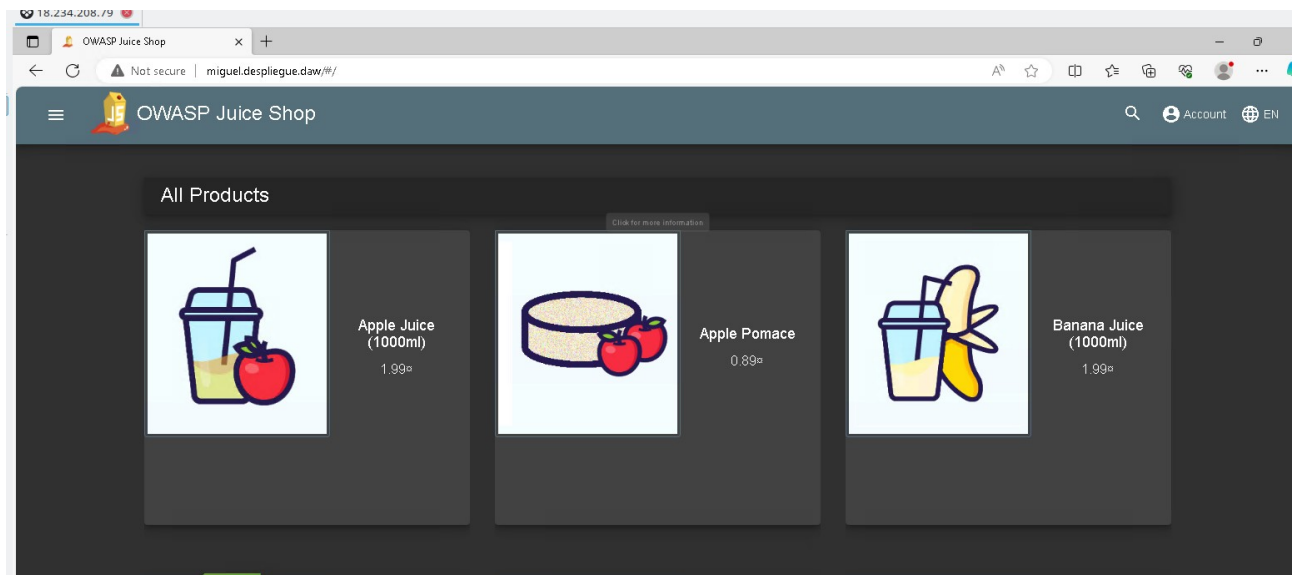 18.234.208.79
OWASP Juice Shop
Not secure miguel.despliegue.daw/#/
OWASP Juice Shop
Account EN
All Products
Click for more information
Apple Juice
(1000ml)
1.99¤
Apple Pomace
0.89¤
Banana Juice
(1000ml)
1.99¤